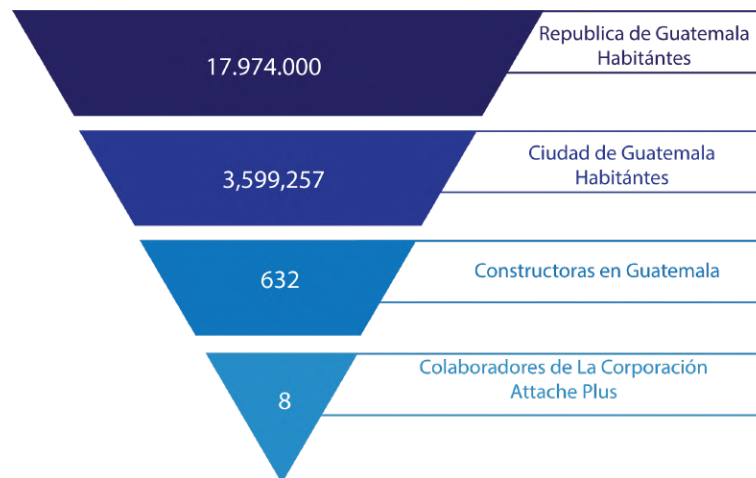 17.974.000
Republica de Guatemala
Habitántes
3,599,257
Ciudad de Guatemala
Habitántes
632
Constructoras en Guatemala
8
Colaboradores de La Corporación
Attache Plus